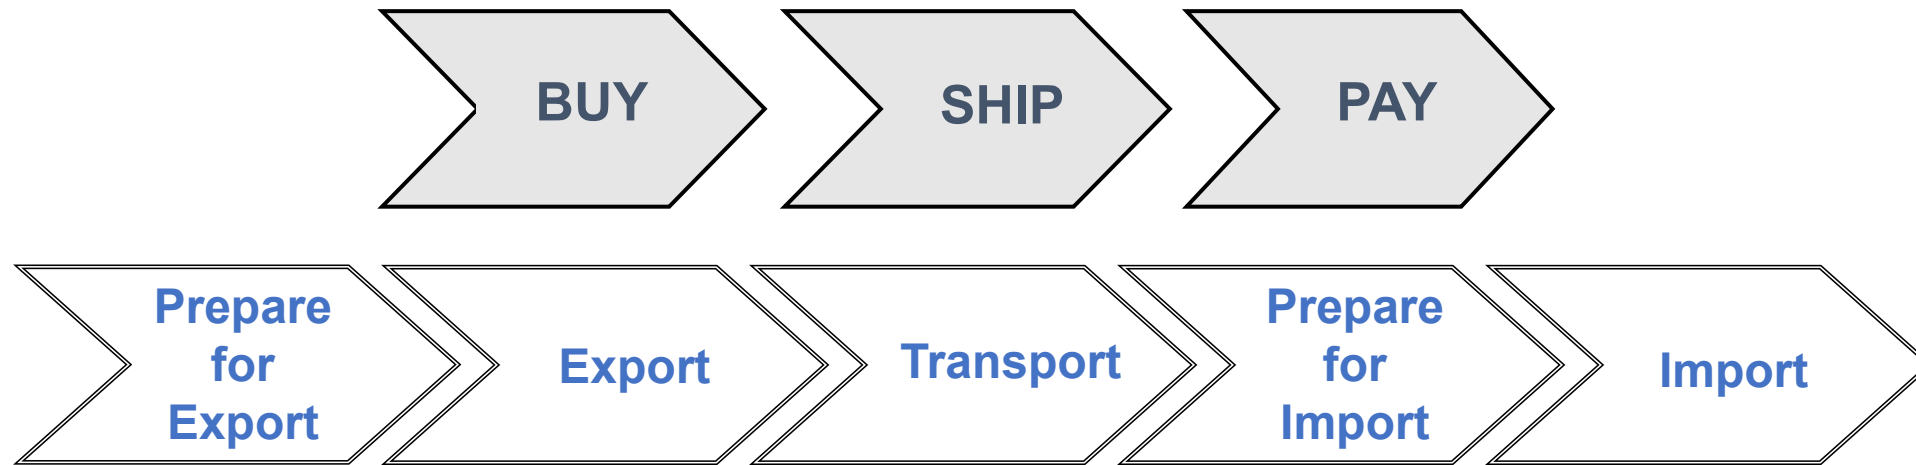 BUY
SHIP
PAY
Prepare
for
Export
Export
Transport
Prepare
for
Import
Import